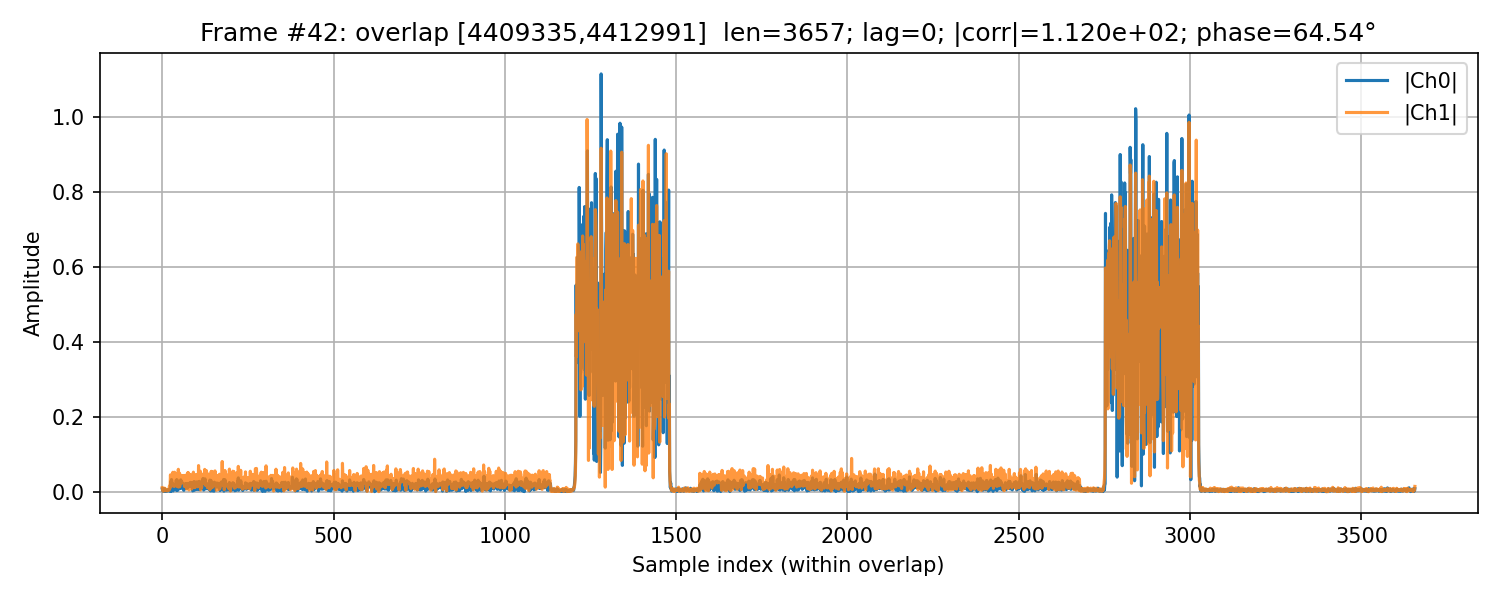 Frame #42: overlap [4409335,4412991]  len=3657; lag=0; |corr|=1.120e+02; phase=64.54°
|Ch0|
|Ch1|
Amplitude
1.0
0.8
0.6
0.4
0.2
0.0
0 500 1000 1500 2000 2500 3000 3500
Sample index (within overlap)